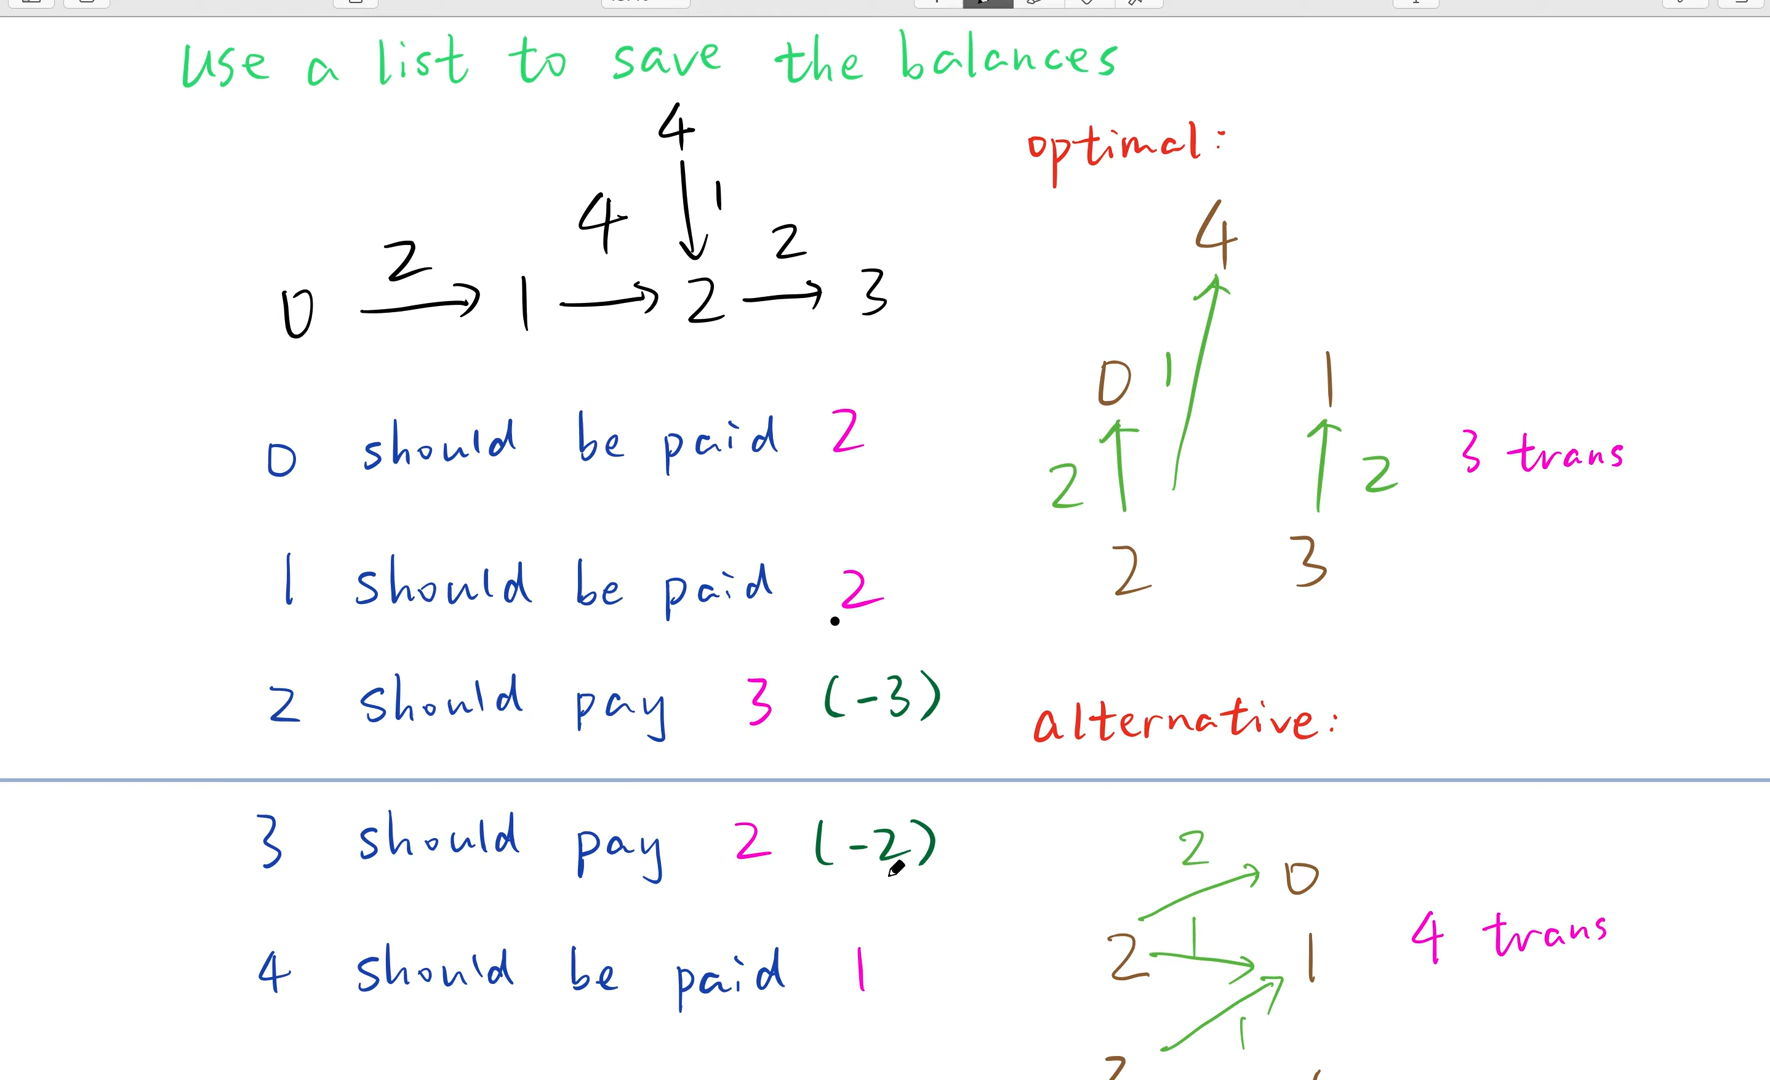 use a list to save the balances
4
1
4
2
2
0
1
2
3
0 should be paid 2
1 should be paid 2
2 should pay 3 (-3)
3 should pay 2 (-2)
4 should be paid 1
optimal:
4
0
1
1
2
2
3 trans
2
3
alternative:
2
0
2
1
1
4 trans
1